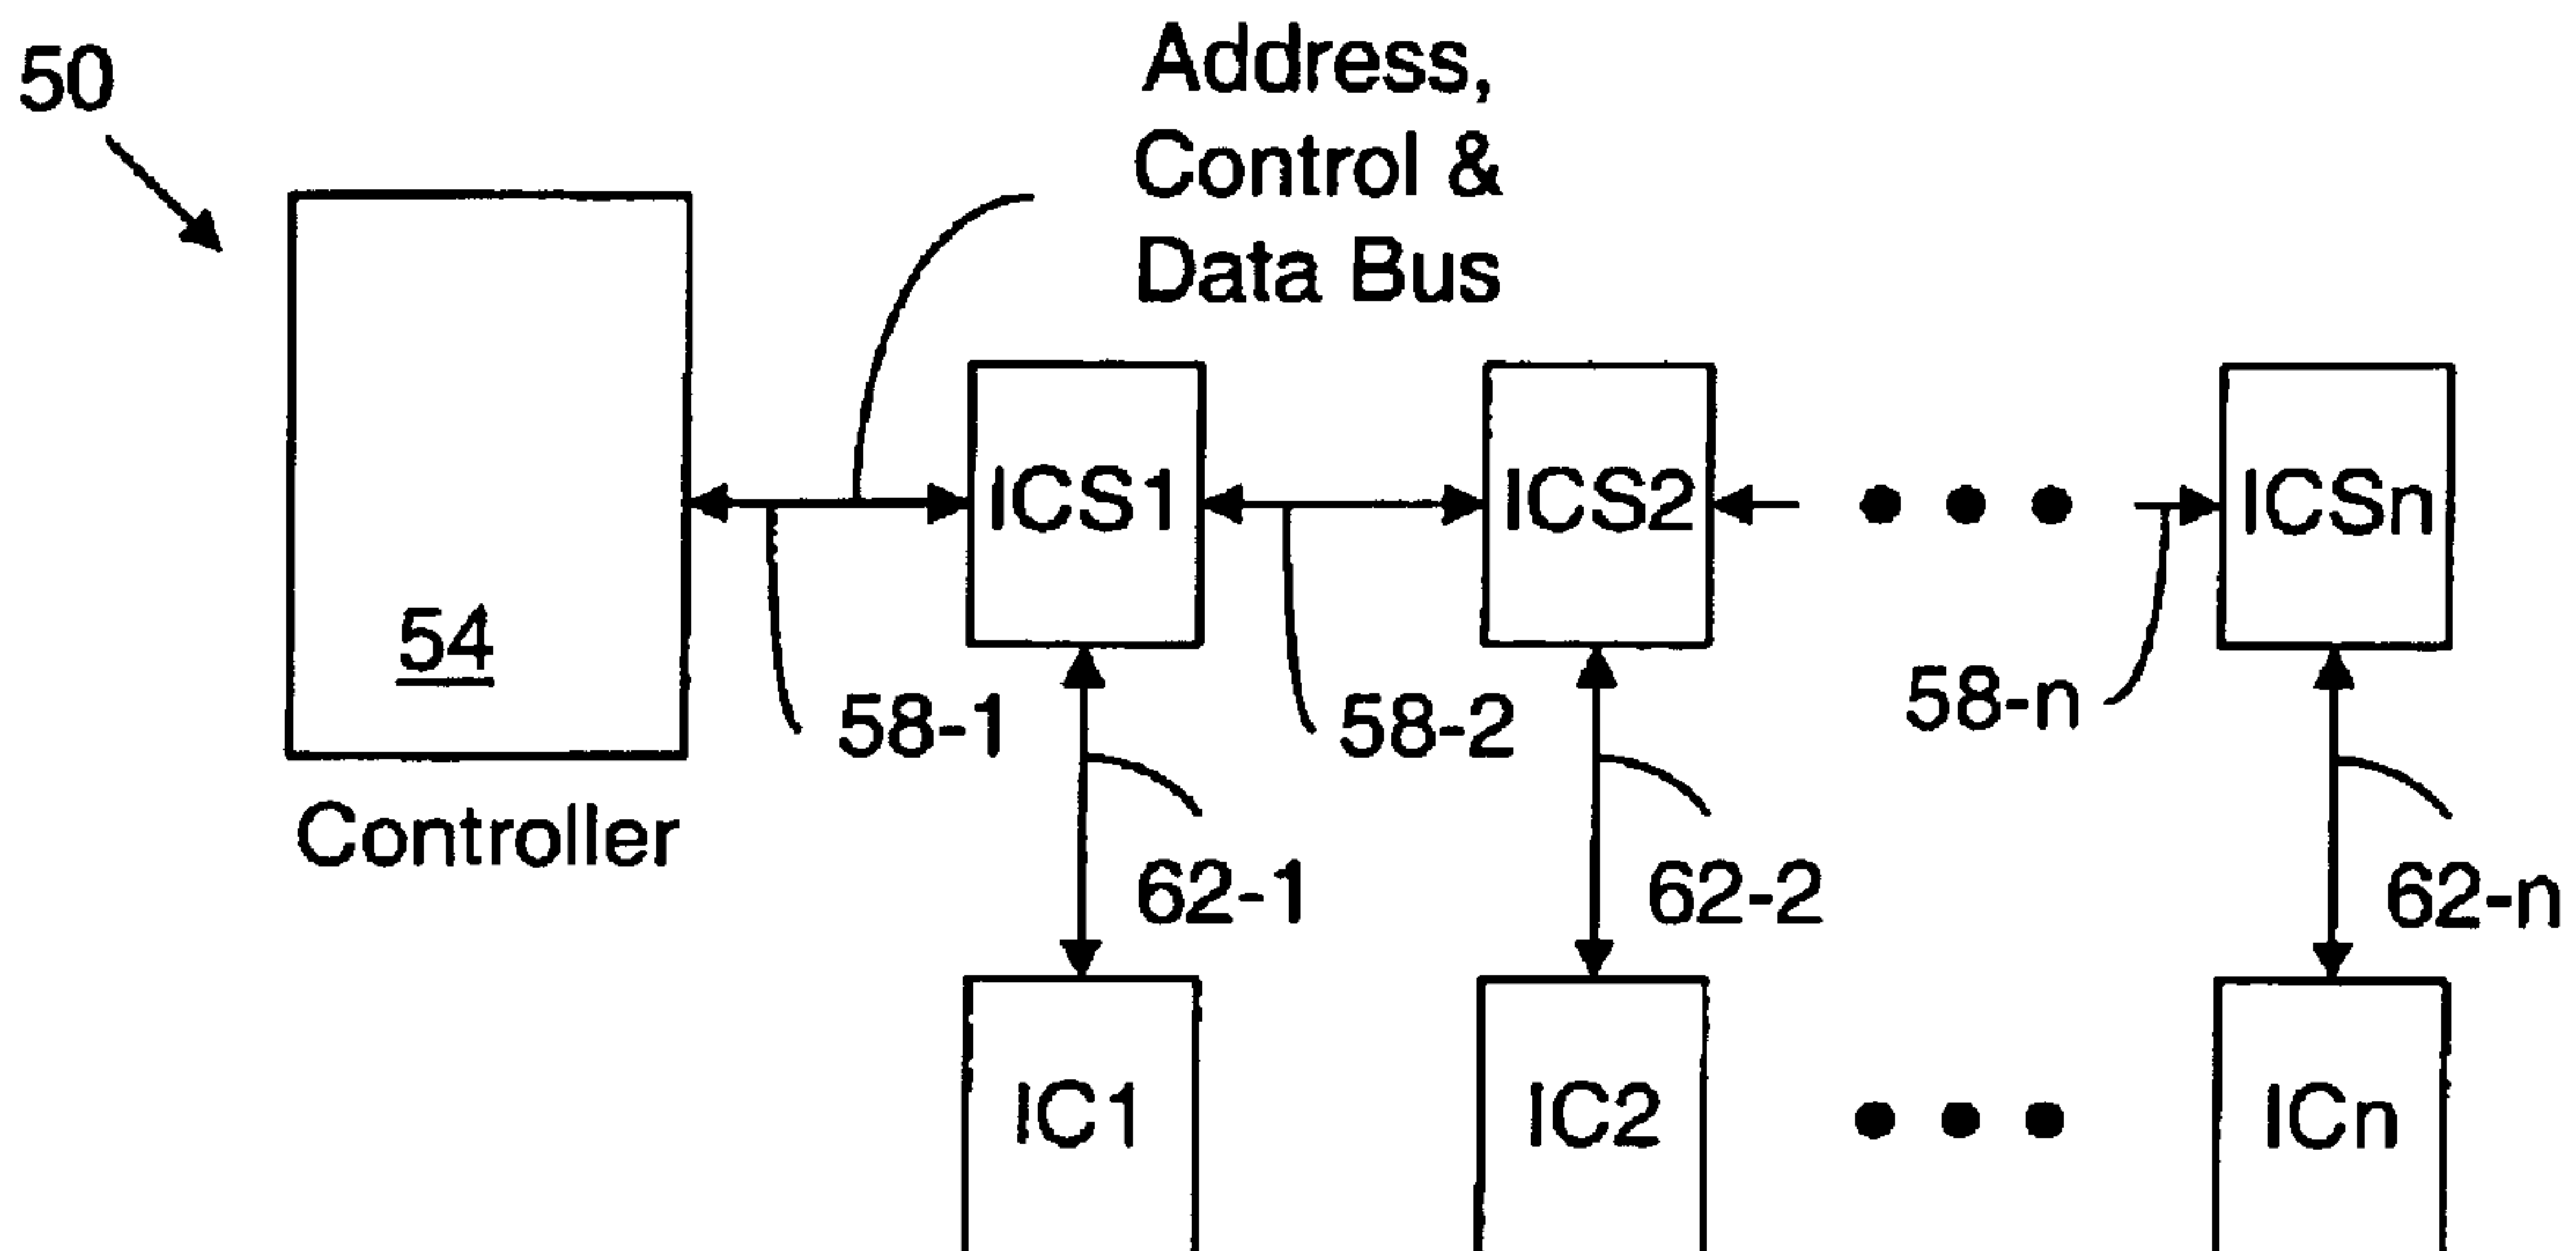 50
Address,
Control &
Data Bus
ICS1
ICS2
ICSn
54
58-1
58-2
58-n
Controller
62-1
62-2
62-n
IC1
IC2
ICn